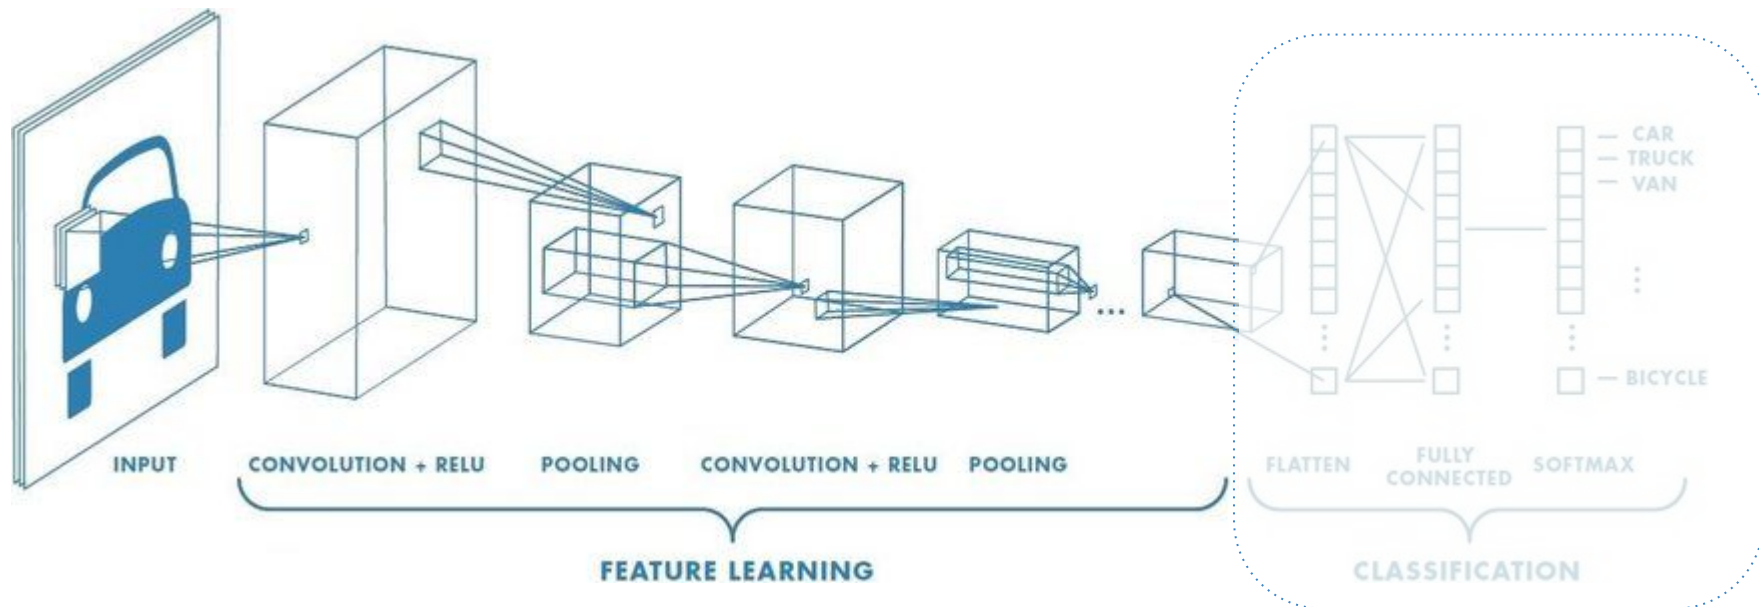 CAR
TRUCK
VAN
BICYCLE
INPUT
CONVOLUTION + RELU
POOLING
CONVOLUTION + RELU
POOLING
FLATTEN
FULLY
CONNECTED
SOFTMAX
FEATURE LEARNING
CLASSIFICATION